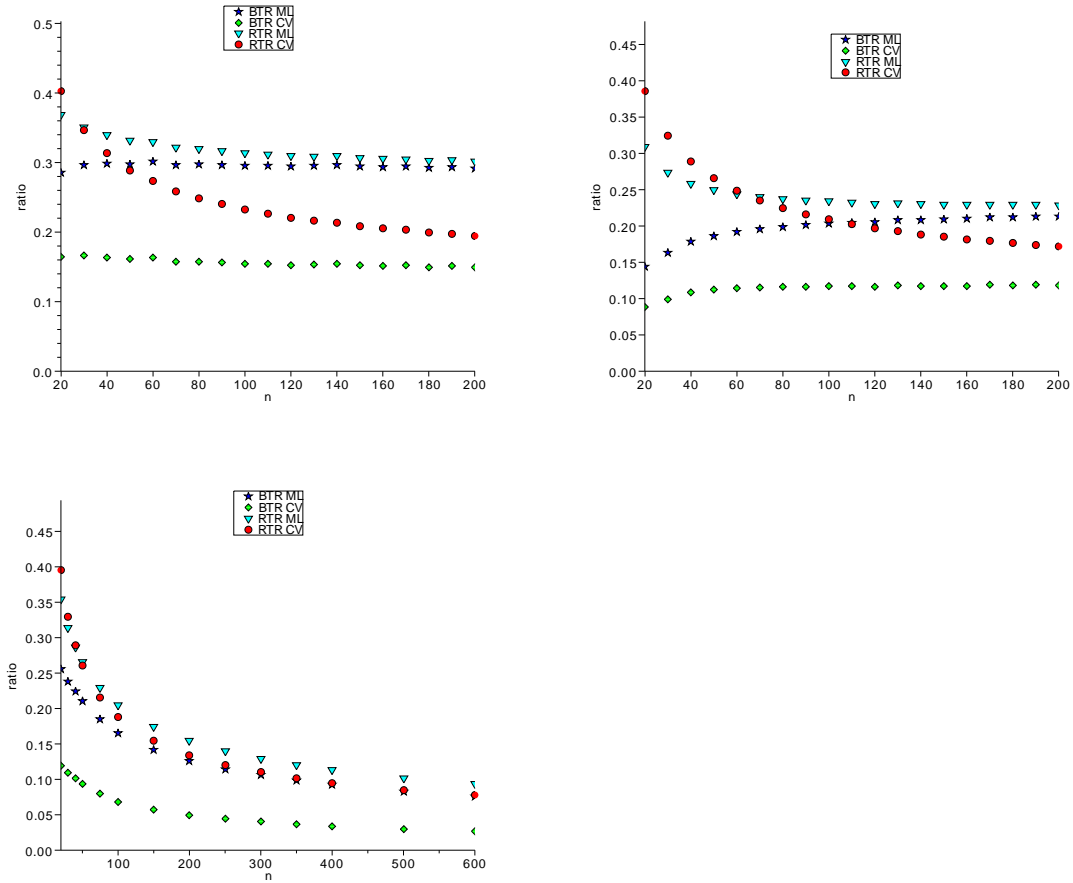 BTR ML
BTR CV
RTR ML
RTR CV
0.5
0.4
0.3
0.2
0.1
0.0
ratio
20 40 60 80 100 120 140 160 180 200
n
BTR ML
BTR CV
RTR ML
RTR CV
0.45
0.40
0.35
0.30
0.25
0.20
0.15
0.10
0.05
0.00
ratio
20 40 60 80 100 120 140 160 180 200
n
BTR ML
BTR CV
RTR ML
RTR CV
0.45
0.40
0.35
0.30
0.25
0.20
0.15
0.10
0.05
0.00
ratio
100 200 300 400 500 600
n